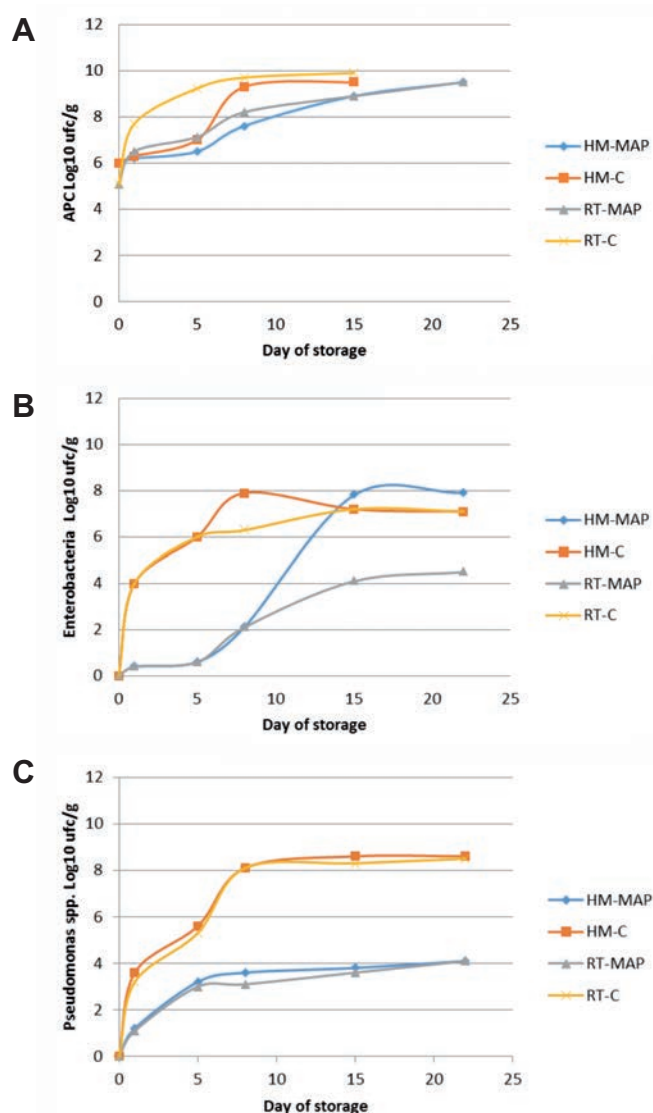 A
12
10
8
6
4
2
0
APC Log10 ufc/g
0 5 10 15 20 25
Day of storage
HM-MAP
HM-C
RT-MAP
RT-C
B
12
10
8
6
4
2
0
Enterobacteria Log10 ufc/g
0 5 10 15 20 25
Day of storage
HM-MAP
HM-C
RT-MAP
RT-C
C
12
10
8
6
4
2
0
Pseudomonas spp. Log10 ufc/g
0 5 10 15 20 25
Day of storage
HM-MAP
HM-C
RT-MAP
RT-C